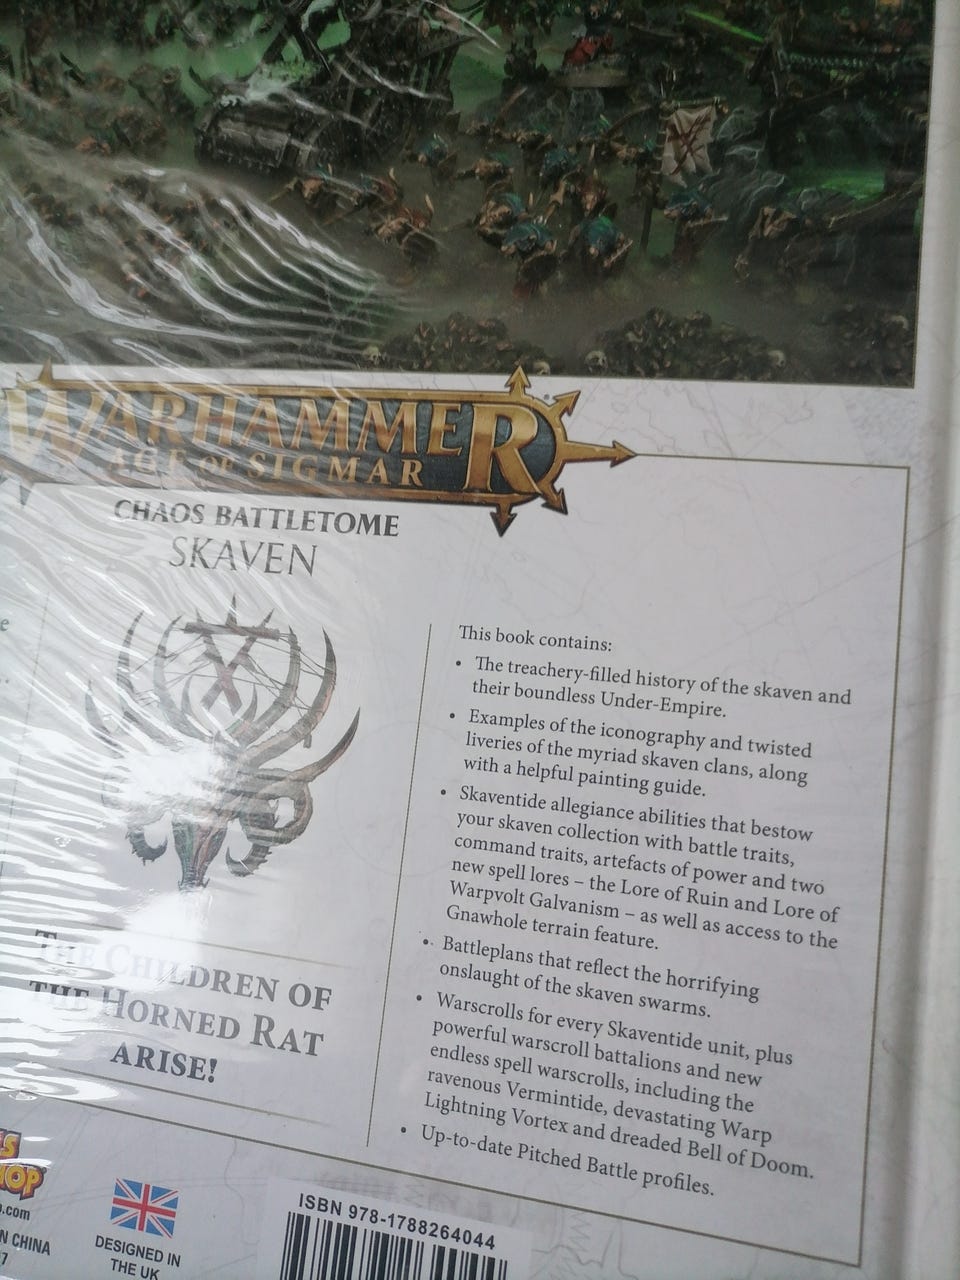 WARHAMMER
AGE OF SIGMAR
CHAOS BATTLETOME
SKAVEN
e
..
THE CHILDREN OF
THE HORNED RAT
ARISE!
This book contains:
• The treachery-filled history of the skaven and
their boundless Under-Empire.
• Examples of the iconography and twisted
liveries of the myriad skaven clans, along
with a helpful painting guide.
• Skaventide allegiance abilities that bestow
your skaven collection with battle traits,
command traits, artefacts of power and two
new spell lores – the Lore of Ruin and Lore of
Warpvolt Galvanism – as well as access to the
Gnawhole terrain feature.
• Battleplans that reflect the horrifying
onslaught of the skaven swarms.
• Warscrolls for every Skaventide unit, plus
powerful warscroll battalions and new
endless spell warscrolls, including the
ravenous Vermintide, devastating Warp
Lightning Vortex and dreaded Bell of Doom.
• Up-to-date Pitched Battle profiles.
.com
N CHINA
7
DESIGNED IN
THE UK
ISBN 978-1788264044